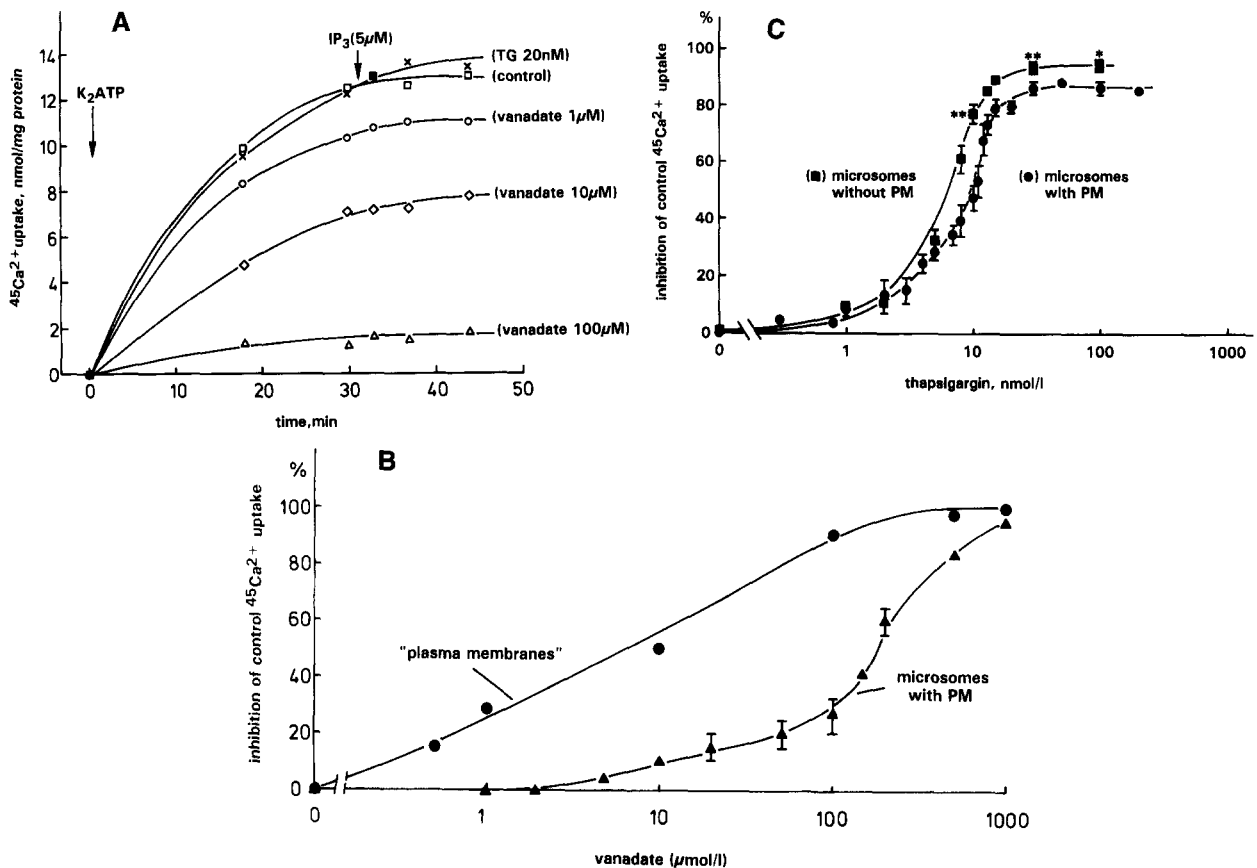 A
⁴⁵Ca²⁺ uptake, nmol/mg protein
14
12
10
8
6
4
2
0
K₂ATP
IP₃(5µM)
(TG 20nM)
(control)
(vanadate 1µM)
(vanadate 10µM)
(vanadate 100µM)
0 10 20 30 40 50
time,min
C
%
inhibition of control ⁴⁵Ca²⁺ uptake
100
80
60
40
20
0
**
**
*
(■) microsomes
without PM
(●) microsomes
with PM
0 1 10 100 1000
thapsigargin, nmol/l
B
%
inhibition of control ⁴⁵Ca²⁺ uptake
100
80
60
40
20
0
"plasma membranes"
microsomes
with PM
0 1 10 100 1000
vanadate (µmol/l)